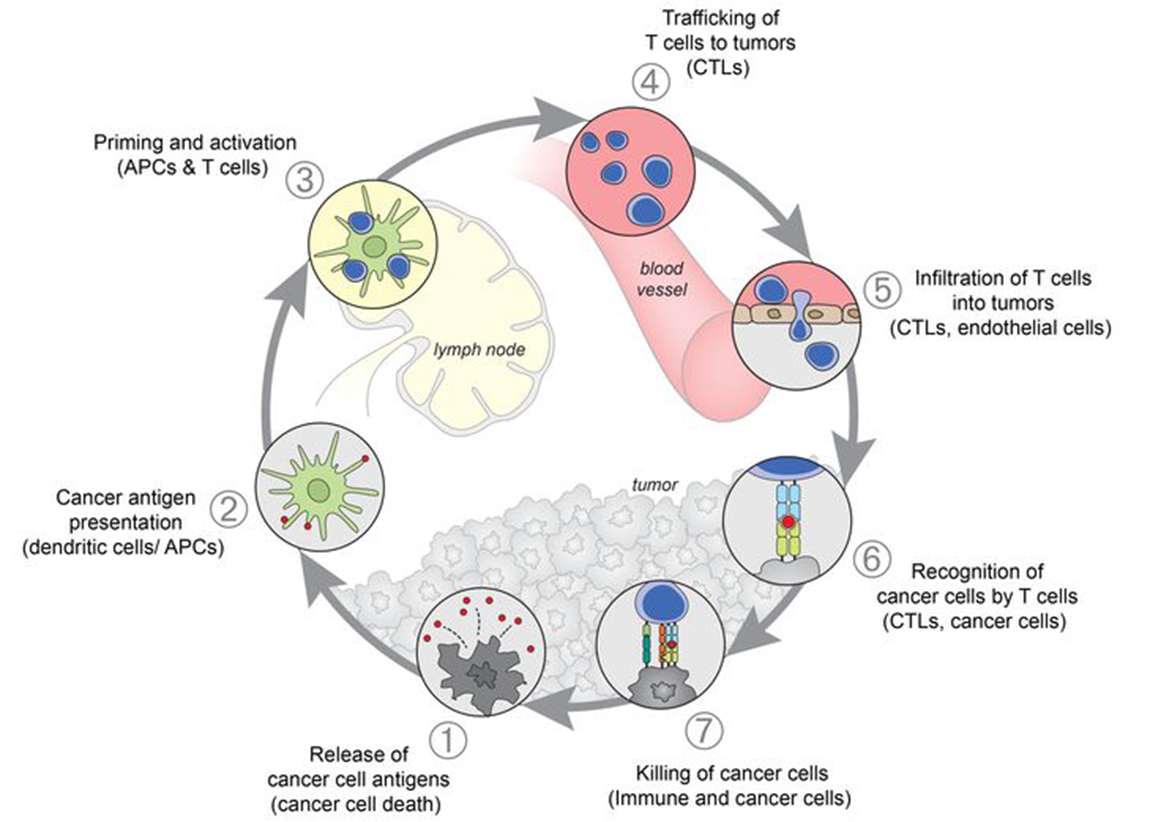 ①
Release of
cancer cell antigens
(cancer cell death)
②
Cancer antigen
presentation
(dendritic cells/ APCs)
③
Priming and activation
(APCs & T cells)
④
Trafficking of
T cells to tumors
(CTLs)
⑤
Infiltration of T cells
into tumors
(CTLs, endothelial cells)
⑥
Recognition of
cancer cells by T cells
(CTLs, cancer cells)
⑦
Killing of cancer cells
(Immune and cancer cells)
lymph node
blood
vessel
tumor